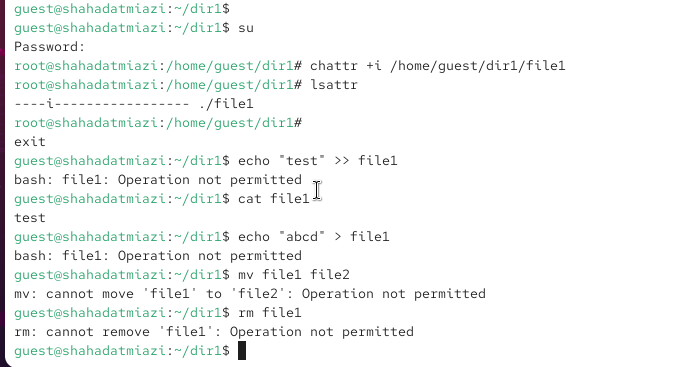 guest@shahadatmiazi:~/dir1$
guest@shahadatmiazi:~/dir1$ su
Password:
root@shahadatmiazi:/home/guest/dir1# chattr +i /home/guest/dir1/file1
root@shahadatmiazi:/home/guest/dir1# lsattr
----i----------------- ./file1
root@shahadatmiazi:/home/guest/dir1#
exit
guest@shahadatmiazi:~/dir1$ echo "test" >> file1
bash: file1: Operation not permitted
guest@shahadatmiazi:~/dir1$ cat file1
test
guest@shahadatmiazi:~/dir1$ echo "abcd" > file1
bash: file1: Operation not permitted
guest@shahadatmiazi:~/dir1$ mv file1 file2
mv: cannot move 'file1' to 'file2': Operation not permitted
guest@shahadatmiazi:~/dir1$ rm file1
rm: cannot remove 'file1': Operation not permitted
guest@shahadatmiazi:~/dir1$